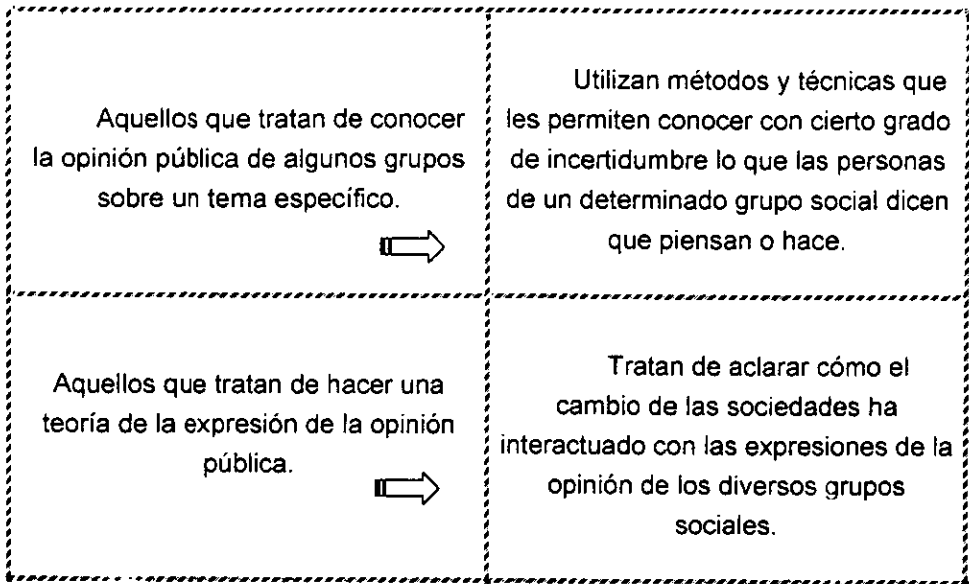 Aquellos que tratan de conocer
la opinión pública de algunos grupos
sobre un tema específico.
Utilizan métodos y técnicas que
les permiten conocer con cierto grado
de incertidumbre lo que las personas
de un determinado grupo social dicen
que piensan o hace.
Aquellos que tratan de hacer una
teoría de la expresión de la opinión
pública.
Tratan de aclarar cómo el
cambio de las sociedades ha
interactuado con las expresiones de la
opinión de los diversos grupos
sociales.